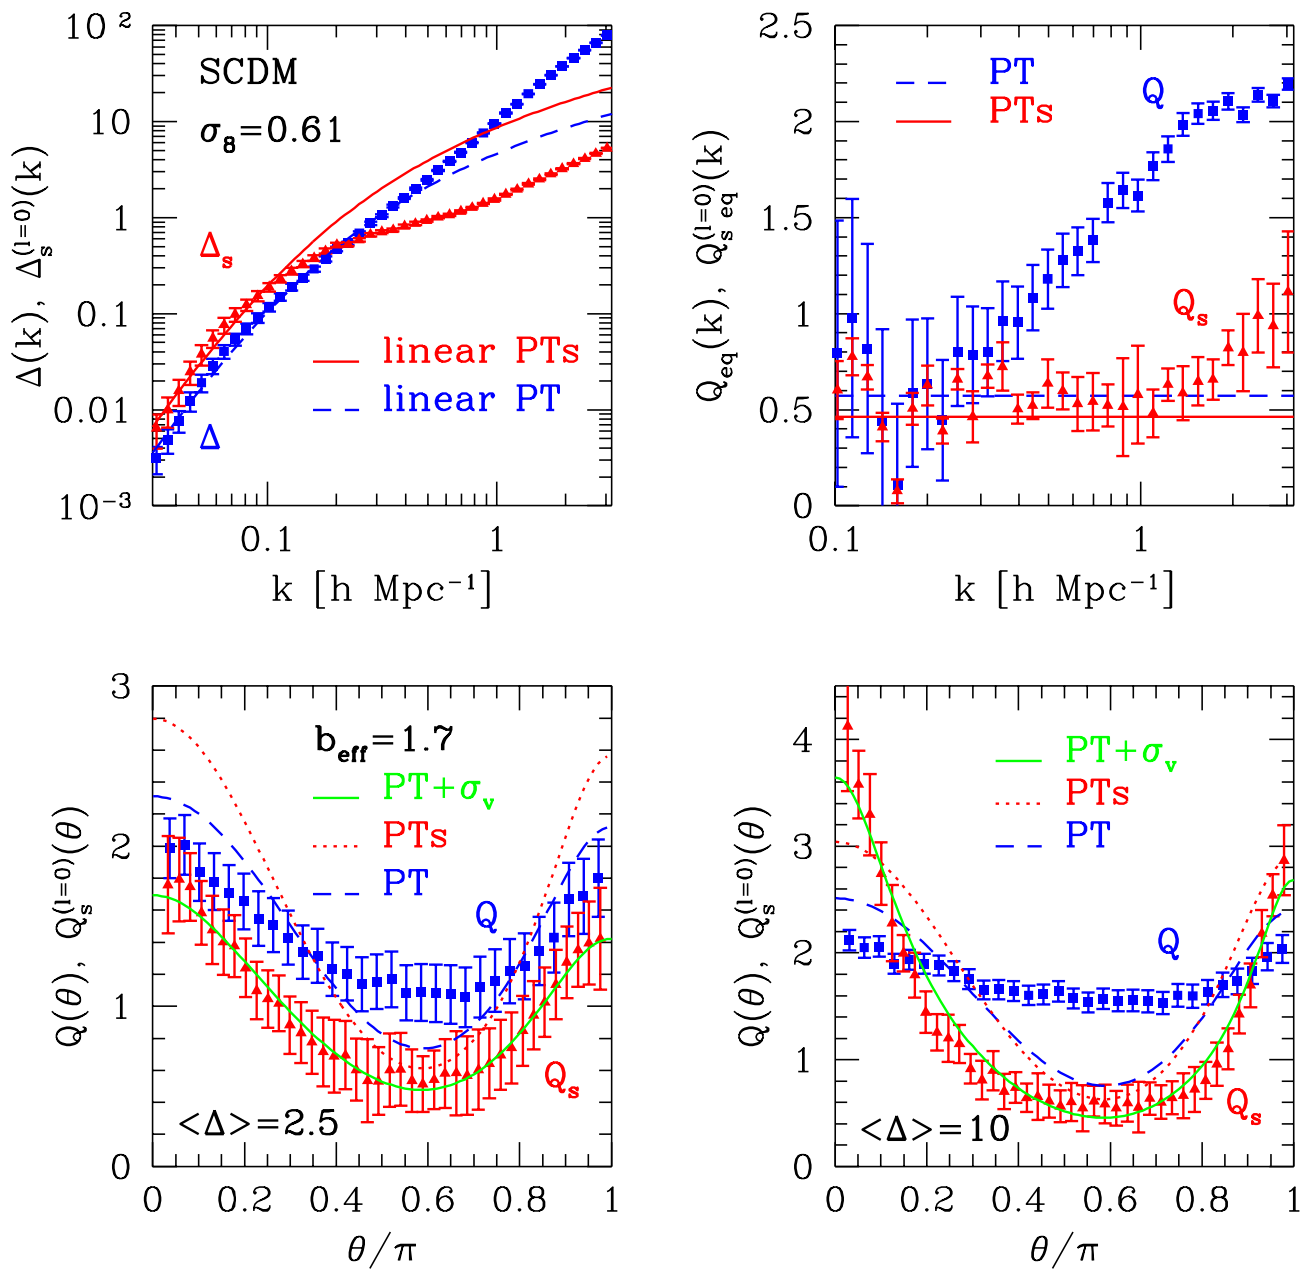 SCDM
σ8=0.61
Δs
Δ
linear PTs
linear PT
10 2
10
1
0.1
0.01
10−3
0.1 1
k [h Mpc−1]
Δ(k), Δs(l=0)(k)
PT
PTs
Q
Qs
2.5
2
1.5
1
0.5
0
0.1 1
k [h Mpc−1]
Qeq(k), Qs eq(l=0)(k)
beff=1.7
PT+σv
PTs
PT
Q
Qs
<Δ>=2.5
3
2
1
0
0 0.2 0.4 0.6 0.8 1
θ/π
Q(θ), Qs(l=0)(θ)
PT+σv
PTs
PT
Q
Qs
<Δ>=10
4
3
2
1
0
0 0.2 0.4 0.6 0.8 1
θ/π
Q(θ), Qs(l=0)(θ)